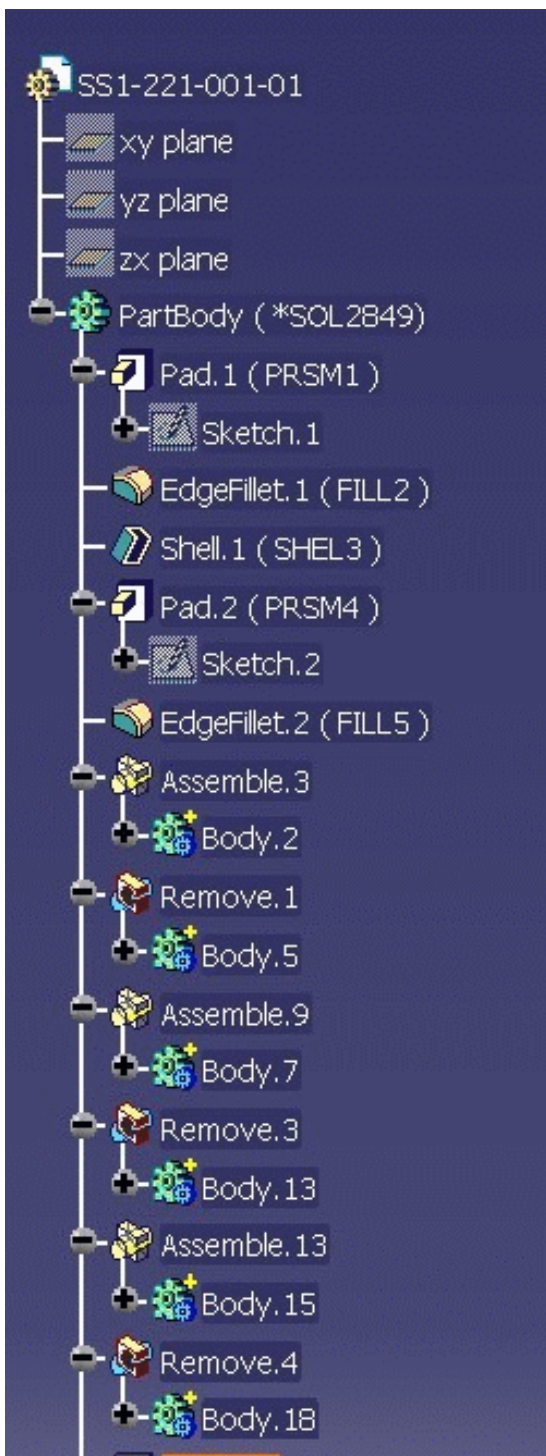 SS1-221-001-01
xy plane
yz plane
zx plane
PartBody ( *SOL2849)
Pad.1 ( PRSM1 )
Sketch.1
EdgeFillet.1 ( FILL2 )
Shell.1 ( SHEL3 )
Pad.2 ( PRSM4 )
Sketch.2
EdgeFillet.2 ( FILL5 )
Assemble.3
Body.2
Remove.1
Body.5
Assemble.9
Body.7
Remove.3
Body.13
Assemble.13
Body.15
Remove.4
Body.18